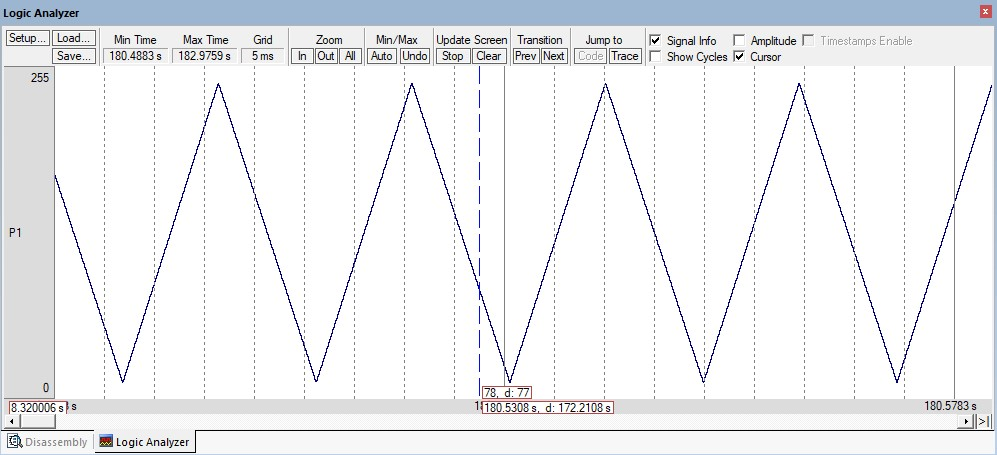 Logic Analyzer
Setup... Load... Min Time Max Time Grid Zoom Min/Max Update Screen Transition Jump to Signal Info Amplitude Timestamps Enable
Save... 180.4883 s 182.9759 s 5 ms In Out All Auto Undo Stop Clear Prev Next Code Trace Show Cycles Cursor
255
P1
0
78, d: 77
8.320006 s s 180.5308 s, d: 172.2108 s 180.5783 s
Disassembly Logic Analyzer